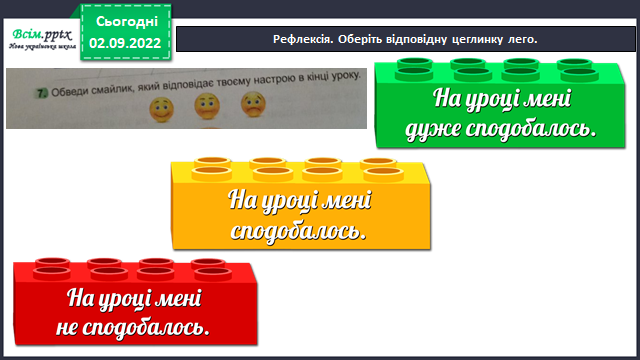 Всім.pptx
Нова українська школа
Сьогодні
02.09.2022
Рефлексія. Оберіть відповідну цеглинку лего.
7. Обведи смайлик, який відповідає твоєму настрою в кінці уроку.
На уроці мені
дуже сподобалось.
На уроці мені
сподобалось.
На уроці мені
не сподобалось.